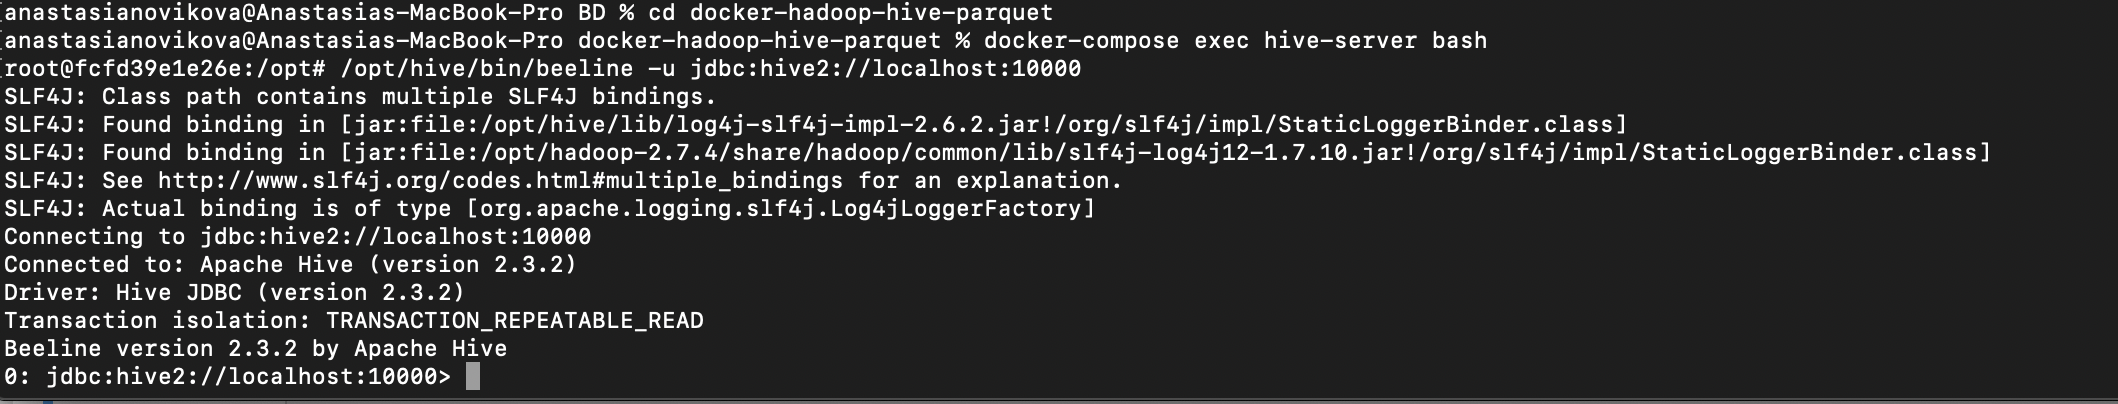 anastasianovikova@Anastasias-MacBook-Pro BD % cd docker-hadoop-hive-parquet
[anastasianovikova@Anastasias-MacBook-Pro docker-hadoop-hive-parquet % docker-compose exec hive-server bash
[root@fcfd39e1e26e:/opt# /opt/hive/bin/beeline -u jdbc:hive2://localhost:10000
SLF4J: Class path contains multiple SLF4J bindings.
SLF4J: Found binding in [jar:file:/opt/hive/lib/log4j-slf4j-impl-2.6.2.jar!/org/slf4j/impl/StaticLoggerBinder.class]
SLF4J: Found binding in [jar:file:/opt/hadoop-2.7.4/share/hadoop/common/lib/slf4j-log4j12-1.7.10.jar!/org/slf4j/impl/StaticLoggerBinder.class]
SLF4J: See http://www.slf4j.org/codes.html#multiple_bindings for an explanation.
SLF4J: Actual binding is of type [org.apache.logging.slf4j.Log4jLoggerFactory]
Connecting to jdbc:hive2://localhost:10000
Connected to: Apache Hive (version 2.3.2)
Driver: Hive JDBC (version 2.3.2)
Transaction isolation: TRANSACTION_REPEATABLE_READ
Beeline version 2.3.2 by Apache Hive
0: jdbc:hive2://localhost:10000>